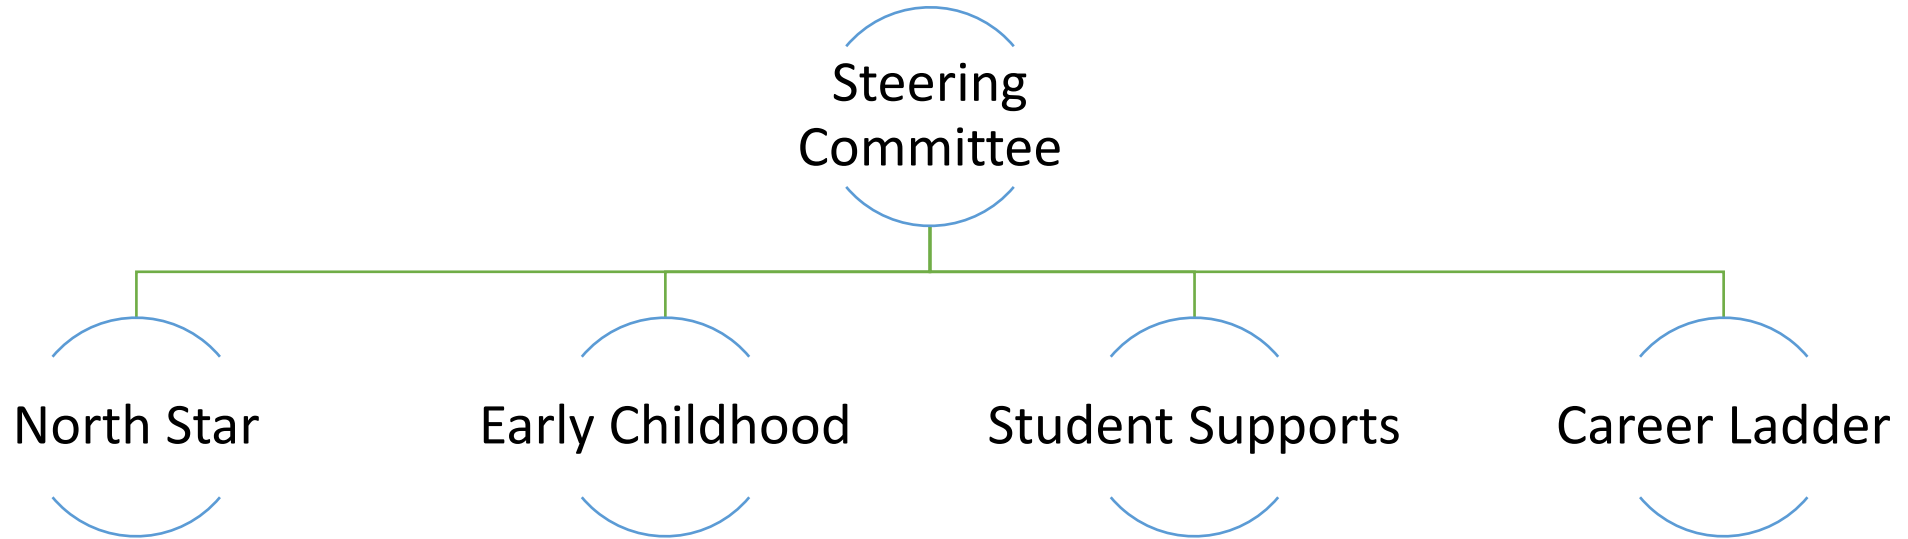 Steering
Committee
North Star
Early Childhood
Student Supports
Career Ladder